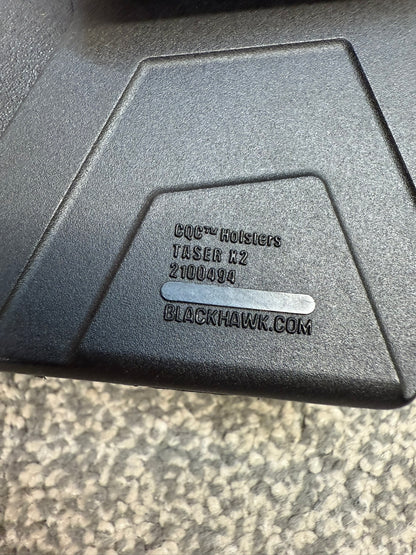 CQC™ Holsters
TASER X2
2100494
BLACKHAWK.COM